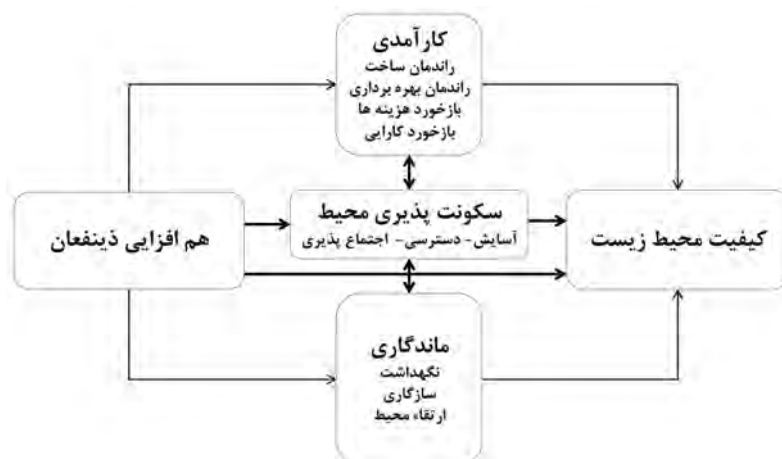 کارآمدی
راندمان ساخت
راندمان بهره برداری
بازخورد هزینه ها
بازخورد کارایی
هم افزایی ذینفعان
سکونت پذیری محیط
آسایش- دسترسی- اجتماع پذیری
کیفیت محیط زیست
ماندگاری
نگهداشت
سازگاری
ارتقاء محیط